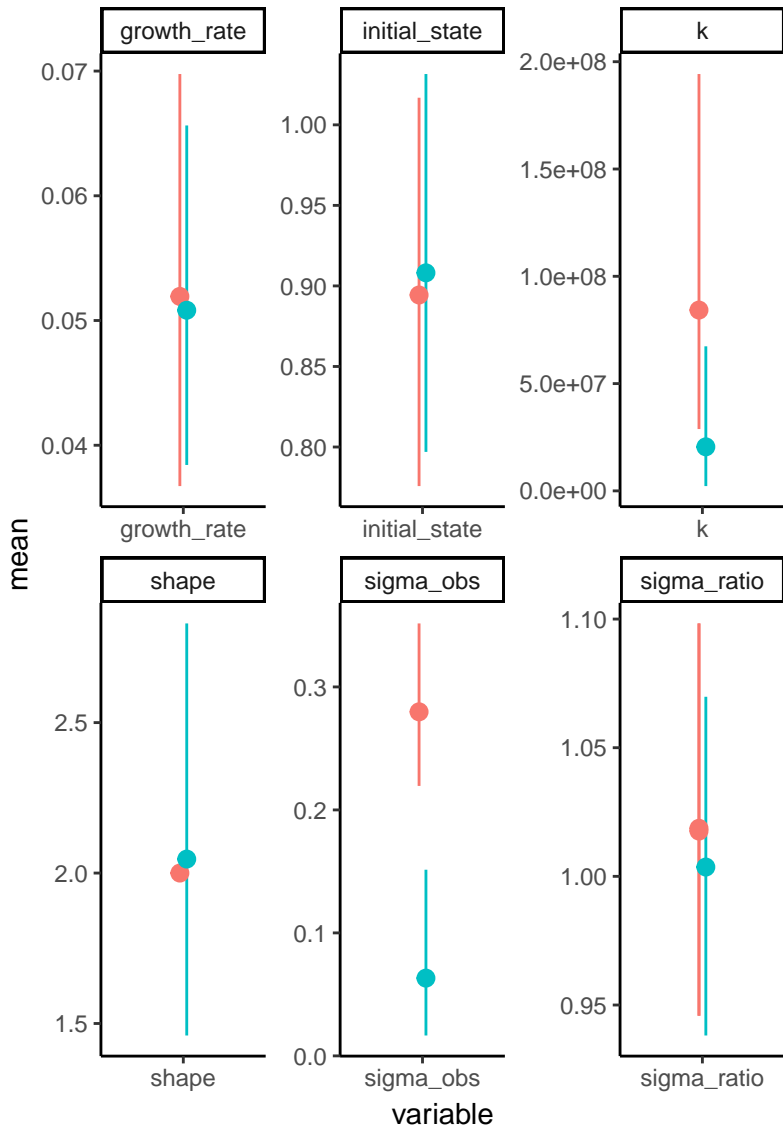 growth_rate
initial_state
k
0.07
0.06
0.05
0.04
1.00
0.95
0.90
0.85
0.80
2.0e+08
1.5e+08
1.0e+08
5.0e+07
0.0e+00
growth_rate
initial_state
k
mean
shape
sigma_obs
sigma_ratio
2.5
2.0
1.5
0.3
0.2
0.1
0.0
1.10
1.05
1.00
0.95
shape
sigma_obs
sigma_ratio
variable